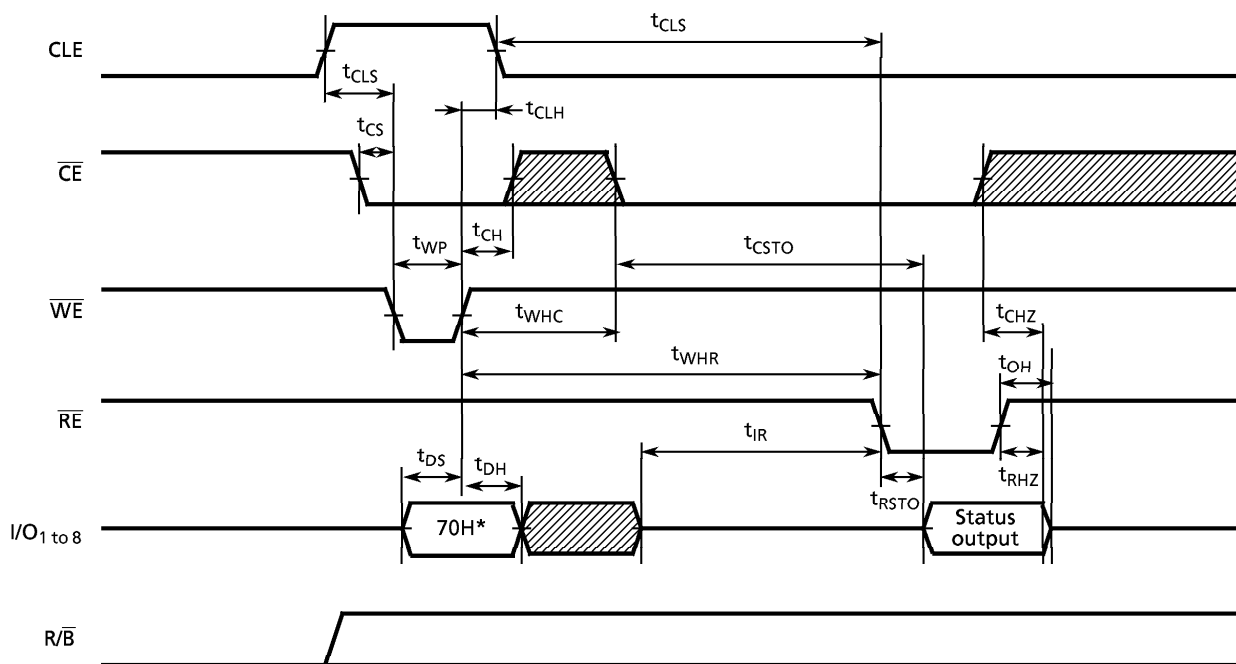 CLE
tCLS
tCLS
tCLH
tCS
CE
tCH
tWP
tCSTO
WE
tWHC
tCHZ
tWHR
tOH
RE
tIR
tDS
tDH
tRHZ
tRSTO
I/O1 to 8
70H*
Status
output
R/B